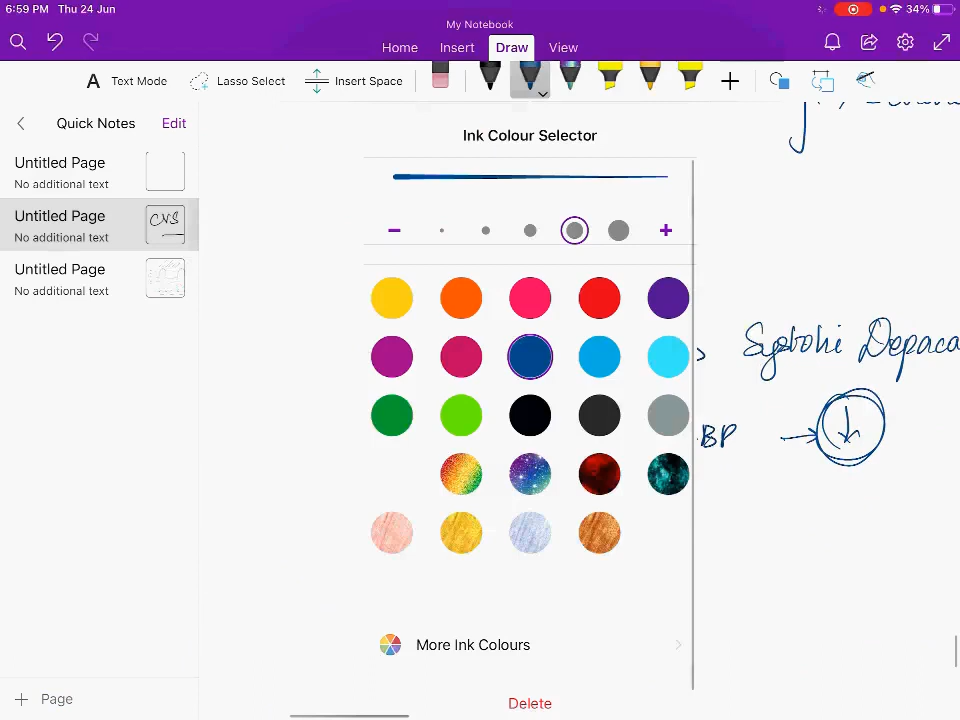 6:59 PM Thu 24 Jun 34%
My Notebook
Home Insert Draw View
Text Mode Lasso Select Insert Space
Quick Notes Edit
Untitled Page
No additional text
Untitled Page
No additional text
CNS
Untitled Page
No additional text
Page
Ink Colour Selector
More Ink Colours
Delete
BP